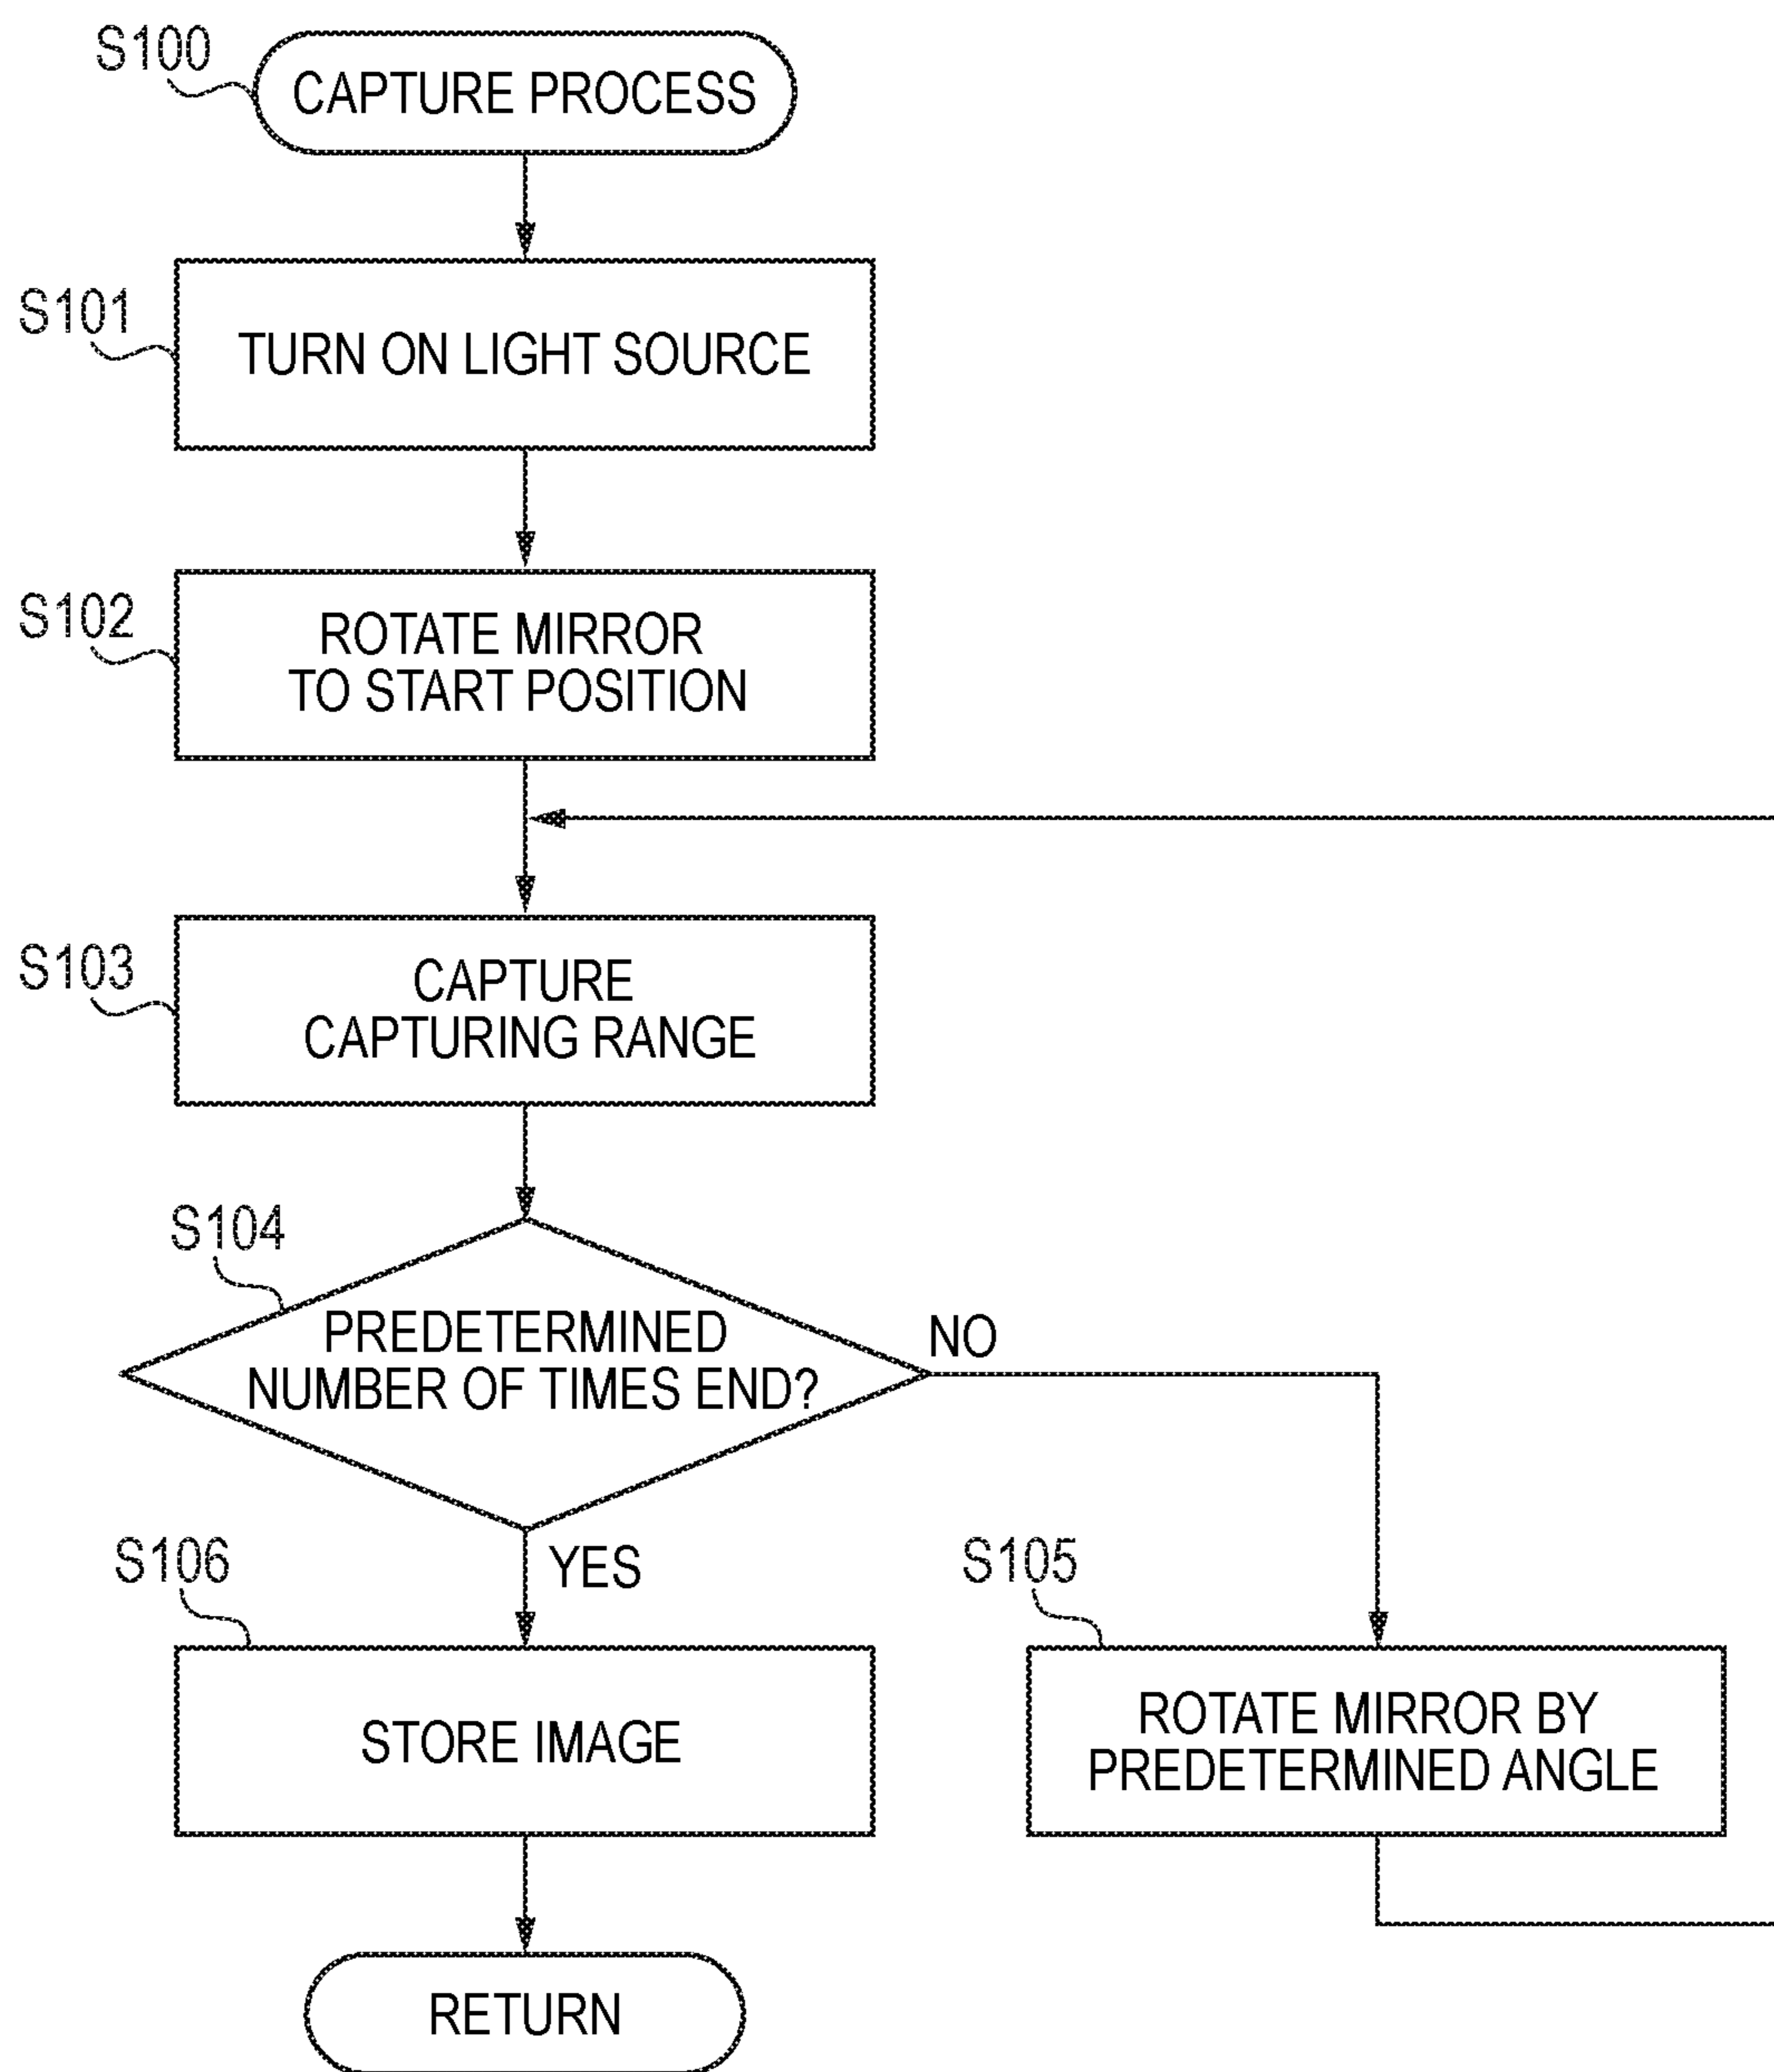 S100
CAPTURE PROCESS
S101
TURN ON LIGHT SOURCE
S102
ROTATE MIRROR
TO START POSITION
S103
CAPTURE
CAPTURING RANGE
S104
PREDETERMINED
NUMBER OF TIMES END?
NO
YES
S106
STORE IMAGE
S105
ROTATE MIRROR BY
PREDETERMINED ANGLE
RETURN